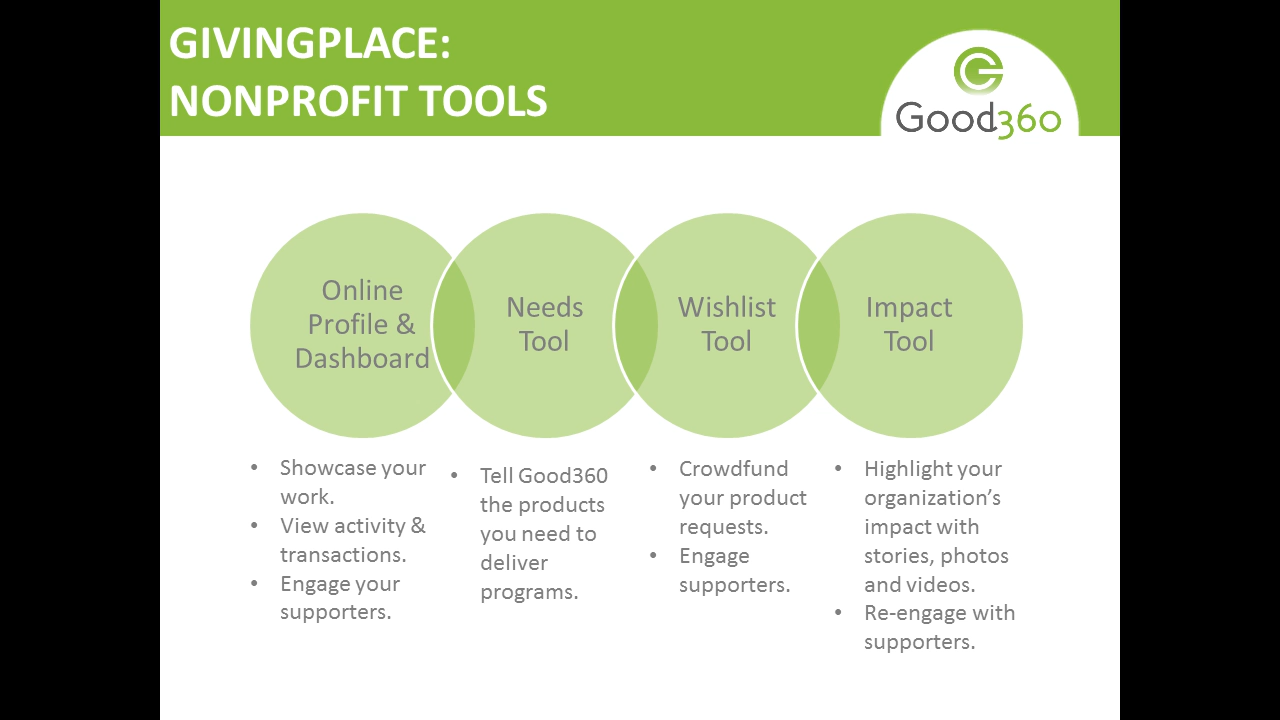 GIVINGPLACE:
NONPROFIT TOOLS
Good360
Online
Profile &
Dashboard
Needs
Tool
Wishlist
Tool
Impact
Tool
• Showcase your
work.
• View activity &
transactions.
• Engage your
supporters.
• Tell Good360
the products
you need to
deliver
programs.
• Crowdfund
your product
requests.
• Engage
supporters.
• Highlight your
organization’s
impact with
stories, photos
and videos.
• Re-engage with
supporters.